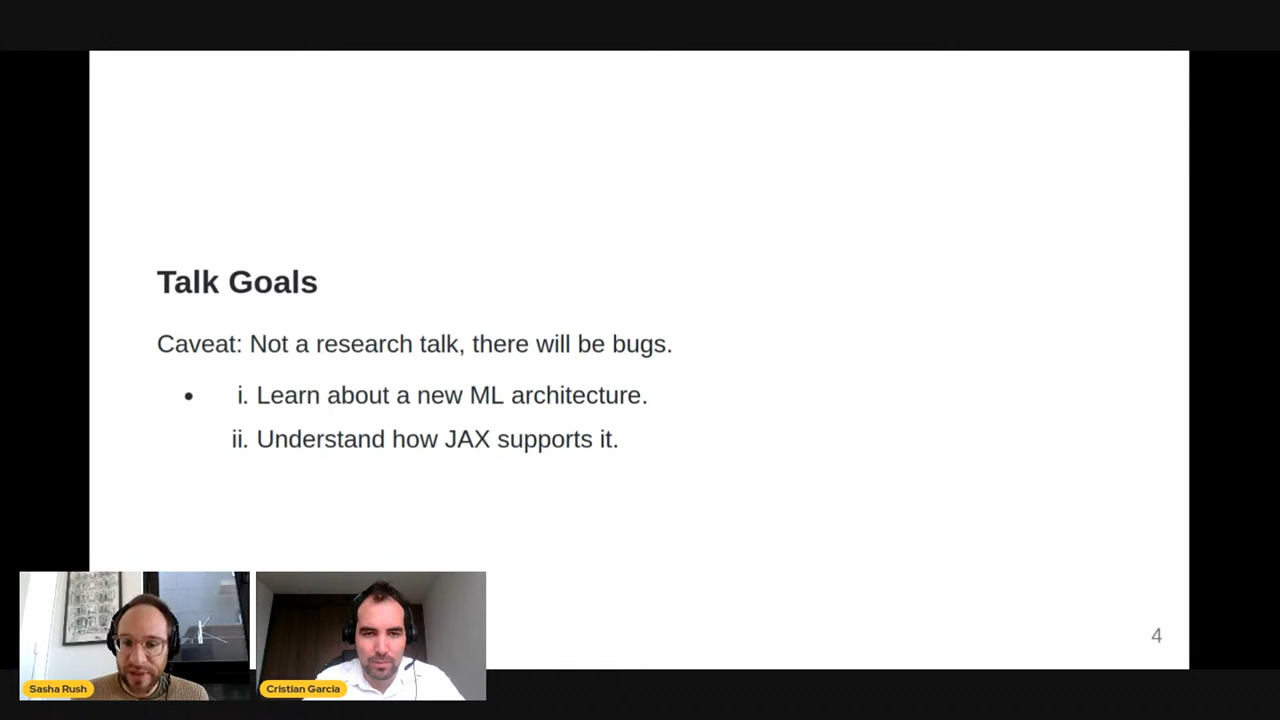 Talk Goals
Caveat: Not a research talk, there will be bugs.
• i. Learn about a new ML architecture.
ii. Understand how JAX supports it.
4
Sasha Rush
Cristian Garcia